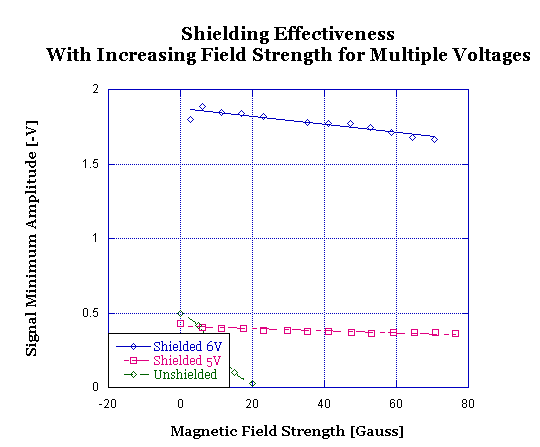 Shielding Effectiveness
With Increasing Field Strength for Multiple Voltages
Signal Minimum Amplitude [-V]
2
1.5
1
0.5
0
Shielded 6V
Shielded 5V
Unshielded
-20 0 20 40 60 80
Magnetic Field Strength [Gauss]